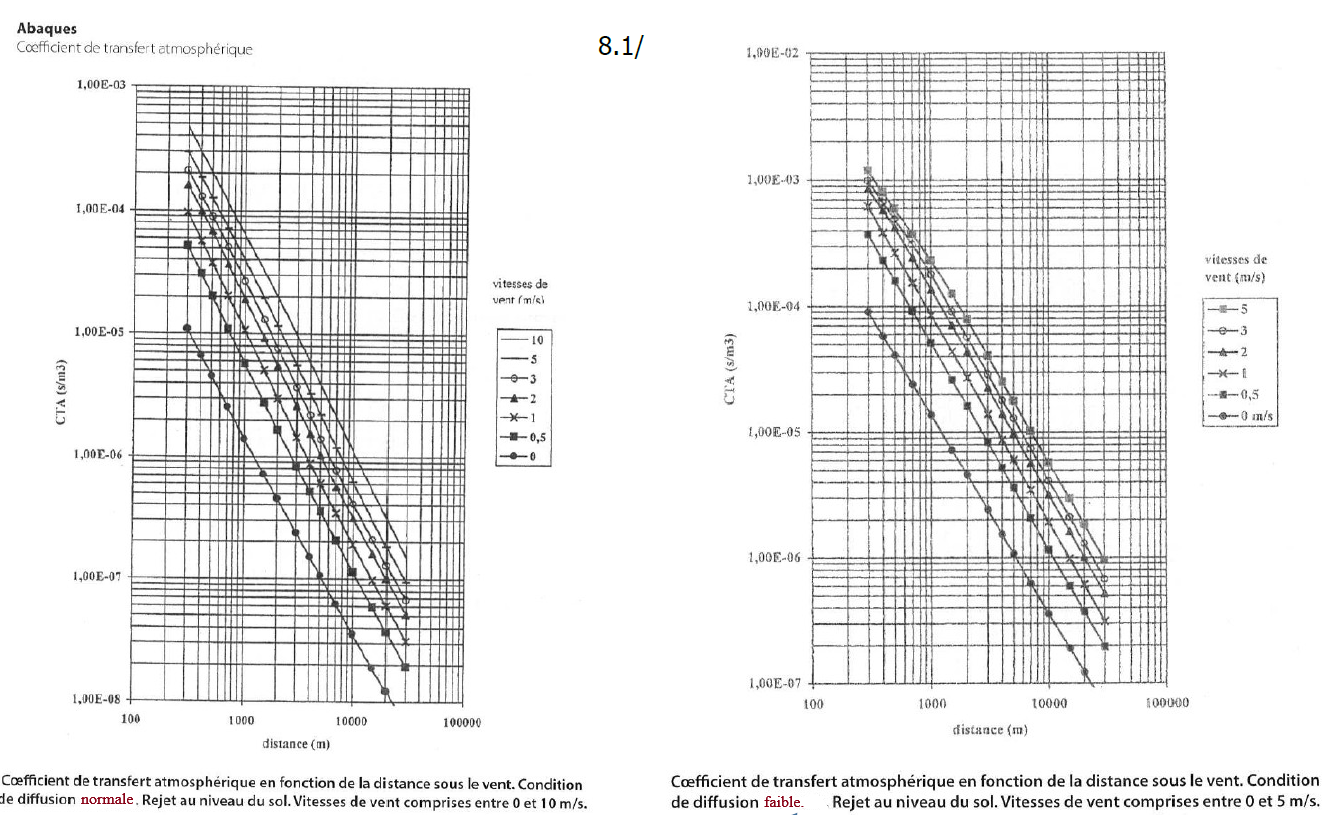 Abaques
Cœfficient de transfert atmosphérique
8.1/
1,00E-03
1,00E-04
1,00E-05
1,00E-06
1,00E-07
1,00E-08
CTA (s/m3)
100
1000
10000
100000
distance (m)
vitesses de
vent (m/s)
10
5
3
2
1
0,5
0
Cœfficient de transfert atmosphérique en fonction de la distance sous le vent. Condition
de diffusion normale. Rejet au niveau du sol. Vitesses de vent comprises entre 0 et 10 m/s.
1,00E-02
1,00E-03
1,00E-04
1,00E-05
1,00E-06
1,00E-07
CTA (s/m3)
100
1000
10000
100000
distance (m)
vitesses de
vent (m/s)
5
3
2
1
0,5
0 m/s
Cœfficient de transfert atmosphérique en fonction de la distance sous le vent. Condition
de diffusion faible. Rejet au niveau du sol. Vitesses de vent comprises entre 0 et 5 m/s.